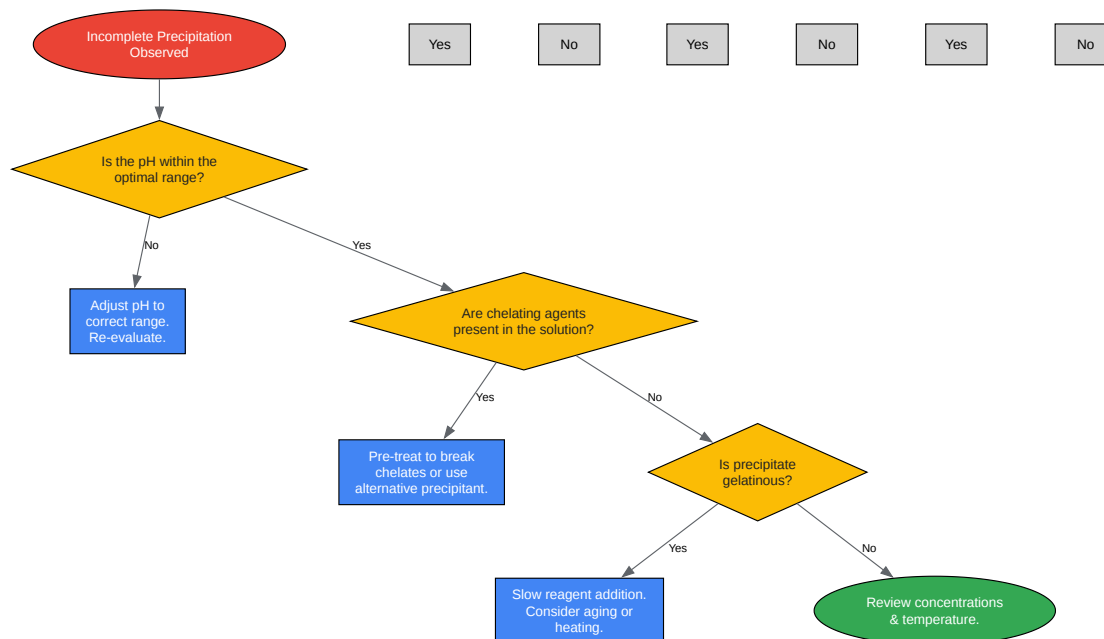 Incomplete Precipitation
Observed
Yes
No
Yes
No
Yes
No
Is the pH within the
optimal range?
No
Yes
Adjust pH to
correct range.
Re-evaluate.
Are chelating agents
present in the solution?
Yes
No
Pre-treat to break
chelates or use
alternative precipitant.
Is precipitate
gelatinous?
Yes
No
Slow reagent addition.
Consider aging or
heating.
Review concentrations
& temperature.